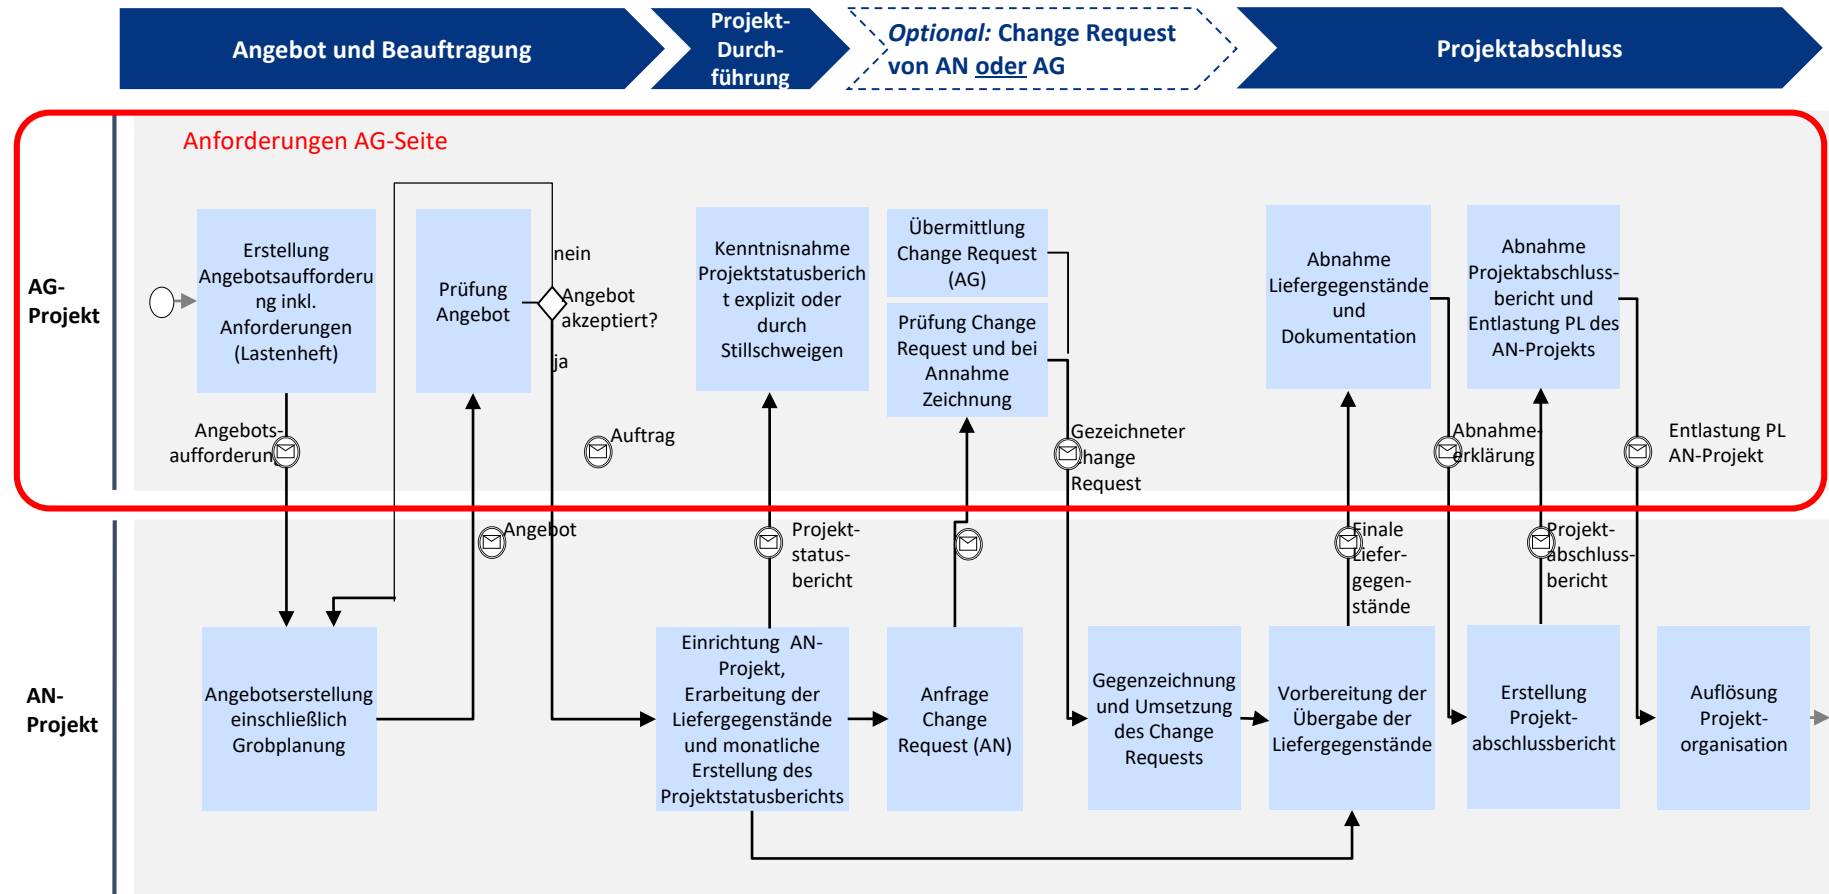 Angebot und Beauftragung
Projekt-
Durch-
führung
Optional: Change Request
von AN oder AG
Projektabschluss
Anforderungen AG-Seite
AG-
Projekt
Erstellung
Angebotsaufforderu
ng inkl.
Anforderungen
(Lastenheft)
Prüfung
Angebot
nein
Angebot
akzeptiert?
ja
Kenntnisnahme
Projektstatusberich
t explizit oder
durch
Stillschweigen
Übermittlung
Change Request
(AG)
Prüfung Change
Request und bei
Annahme
Zeichnung
Abnahme
Liefergegenstände
und
Dokumentation
Abnahme
Projektabschluss-
bericht und
Entlastung PL des
AN-Projekts
Angebots-
aufforderung
Auftrag
Gezeichneter
Change
Request
Abnahme-
erklärung
Entlastung PL
AN-Projekt
Angebot
Projekt-
status-
bericht
Finale
Liefer-
gegen-
stände
Projekt-
abschluss-
bericht
AN-
Projekt
Angebotserstellung
einschließlich
Grobplanung
Einrichtung AN-
Projekt,
Erarbeitung der
Liefergegenstände
und monatliche
Erstellung des
Projektstatusberichts
Anfrage
Change
Request (AN)
Gegenzeichnung
und Umsetzung
des Change
Requests
Vorbereitung der
Übergabe der
Liefergegenstände
Erstellung
Projekt-
abschlussbericht
Auflösung
Projekt-
organisation